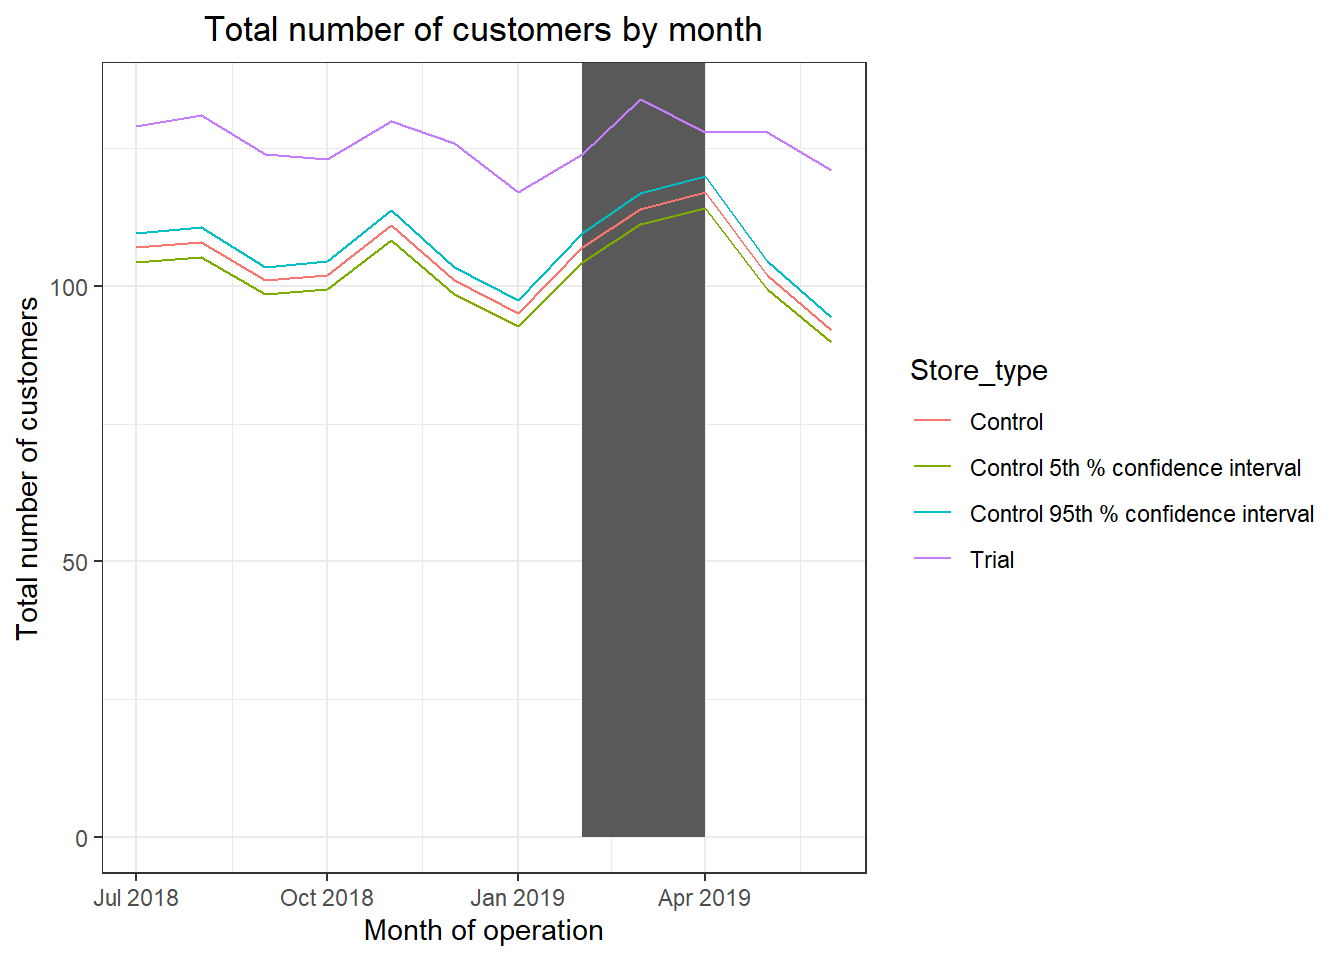 Total number of customers by month
Total number of customers
100
50
0
Jul 2018 Oct 2018 Jan 2019 Apr 2019
Month of operation
Store_type
Control
Control 5th % confidence interval
Control 95th % confidence interval
Trial